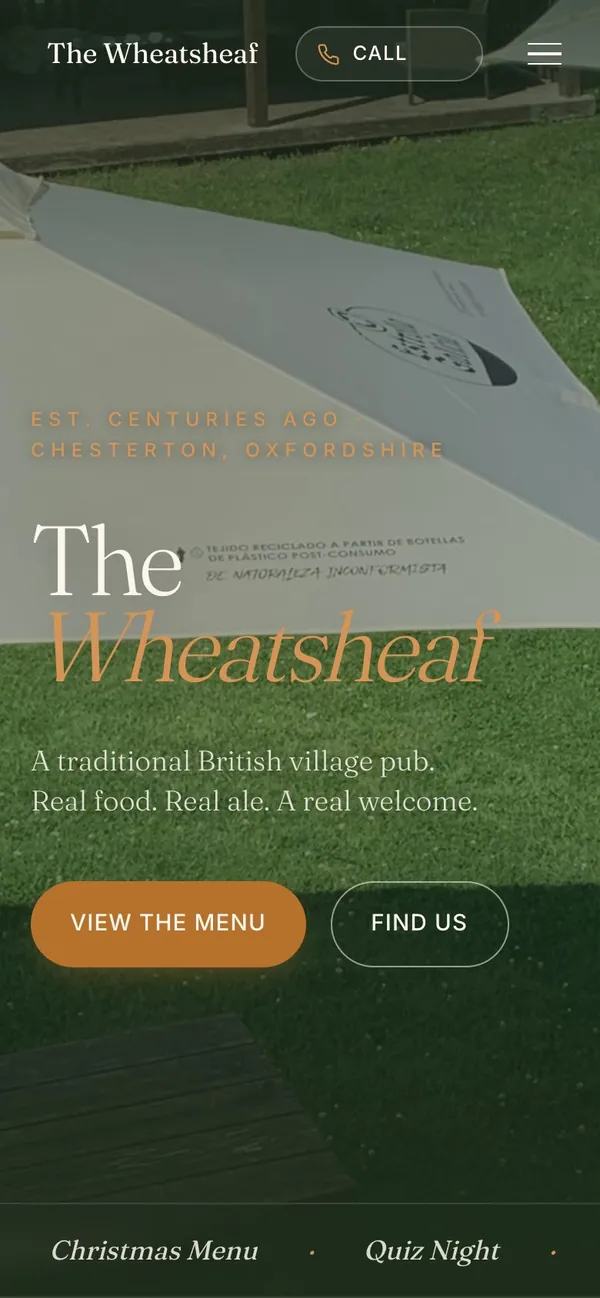 The Wheatsheaf
CALL
Estrella
Galicia
EST. CENTURIES AGO ·
CHESTERTON, OXFORDSHIRE
The
TEJIDO RECICLADO A PARTIR DE BOTELLAS
DE PLÁSTICO POST-CONSUMO
DE NATURALEZA INCONFORMISTA
Wheatsheaf
A traditional British village pub.
Real food. Real ale. A real welcome.
VIEW THE MENU
FIND US
Christmas Menu · Quiz Night ·